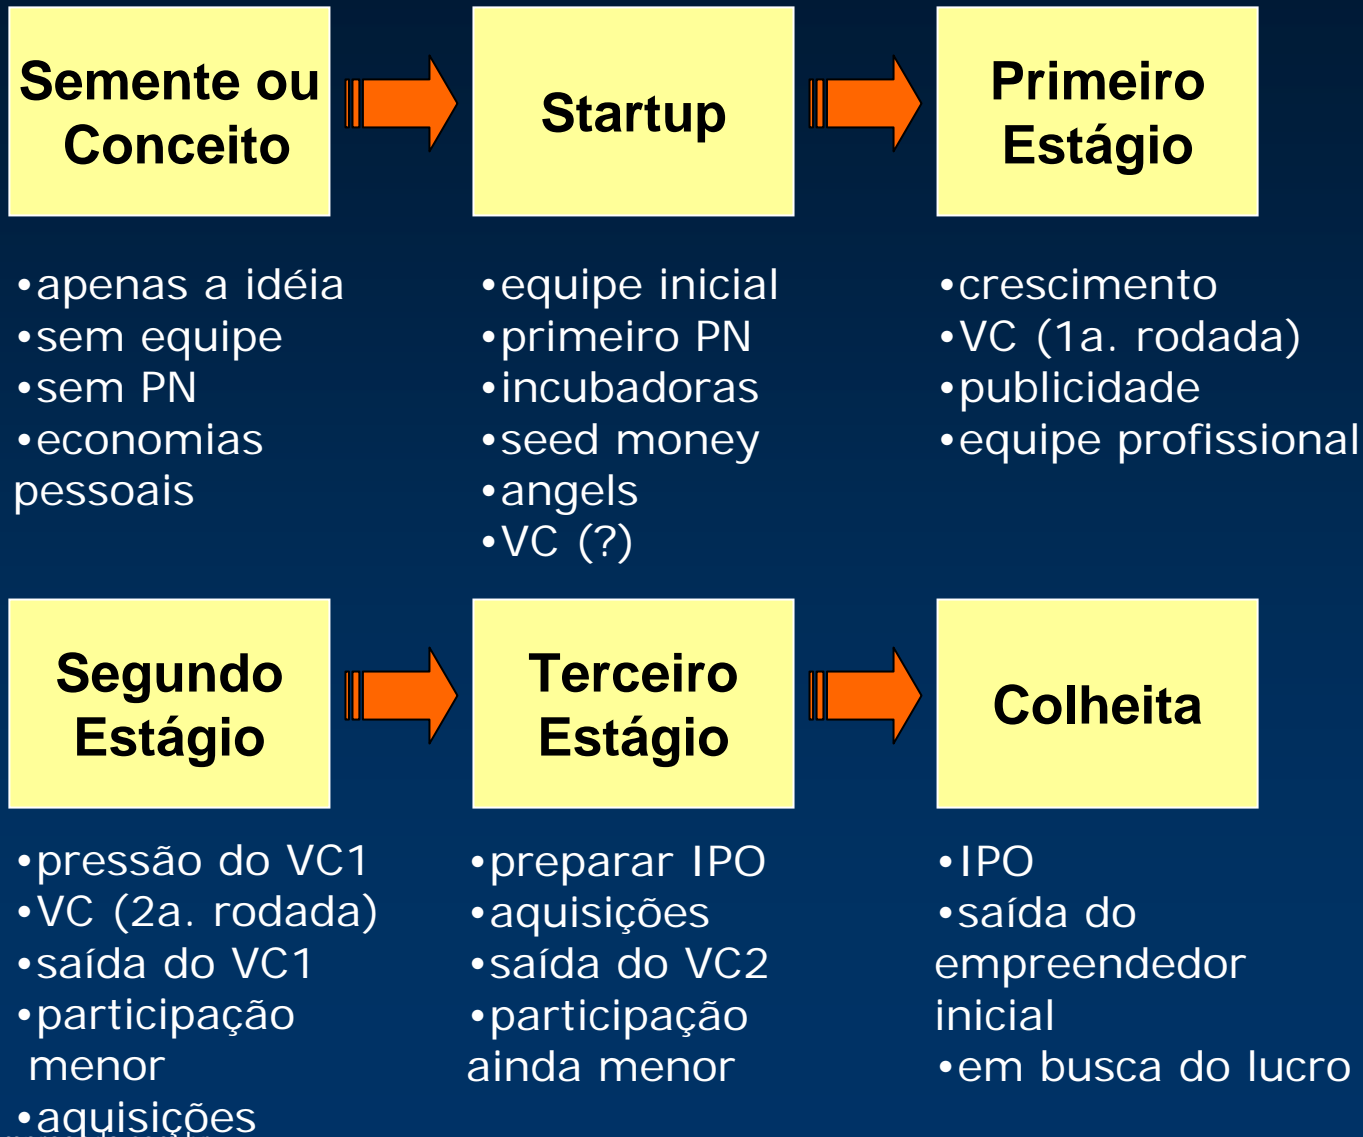 Semente ou
Conceito
Startup
Primeiro
Estágio
•apenas a idéia
•sem equipe
•sem PN
•economias
pessoais
•equipe inicial
•primeiro PN
•incubadoras
•seed money
•angels
•VC (?)
•crescimento
•VC (1a. rodada)
•publicidade
•equipe profissional
Segundo
Estágio
Terceiro
Estágio
Colheita
•pressão do VC1
•VC (2a. rodada)
•saída do VC1
•participação
menor
•aquisições
•preparar IPO
•aquisições
•saída do VC2
•participação
ainda menor
•IPO
•saída do
empreendedor
inicial
•em busca do lucro